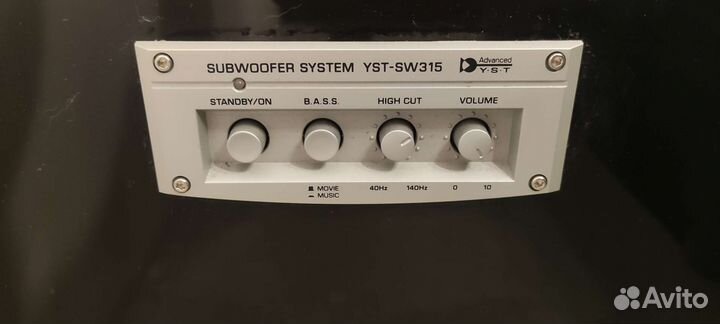 SUBWOOFER SYSTEM YST-SW315
Advanced
Y·S·T
STANDBY/ON B.A.S.S. HIGH CUT VOLUME
MOVIE 40Hz 140Hz 0 10
MUSIC
Avito